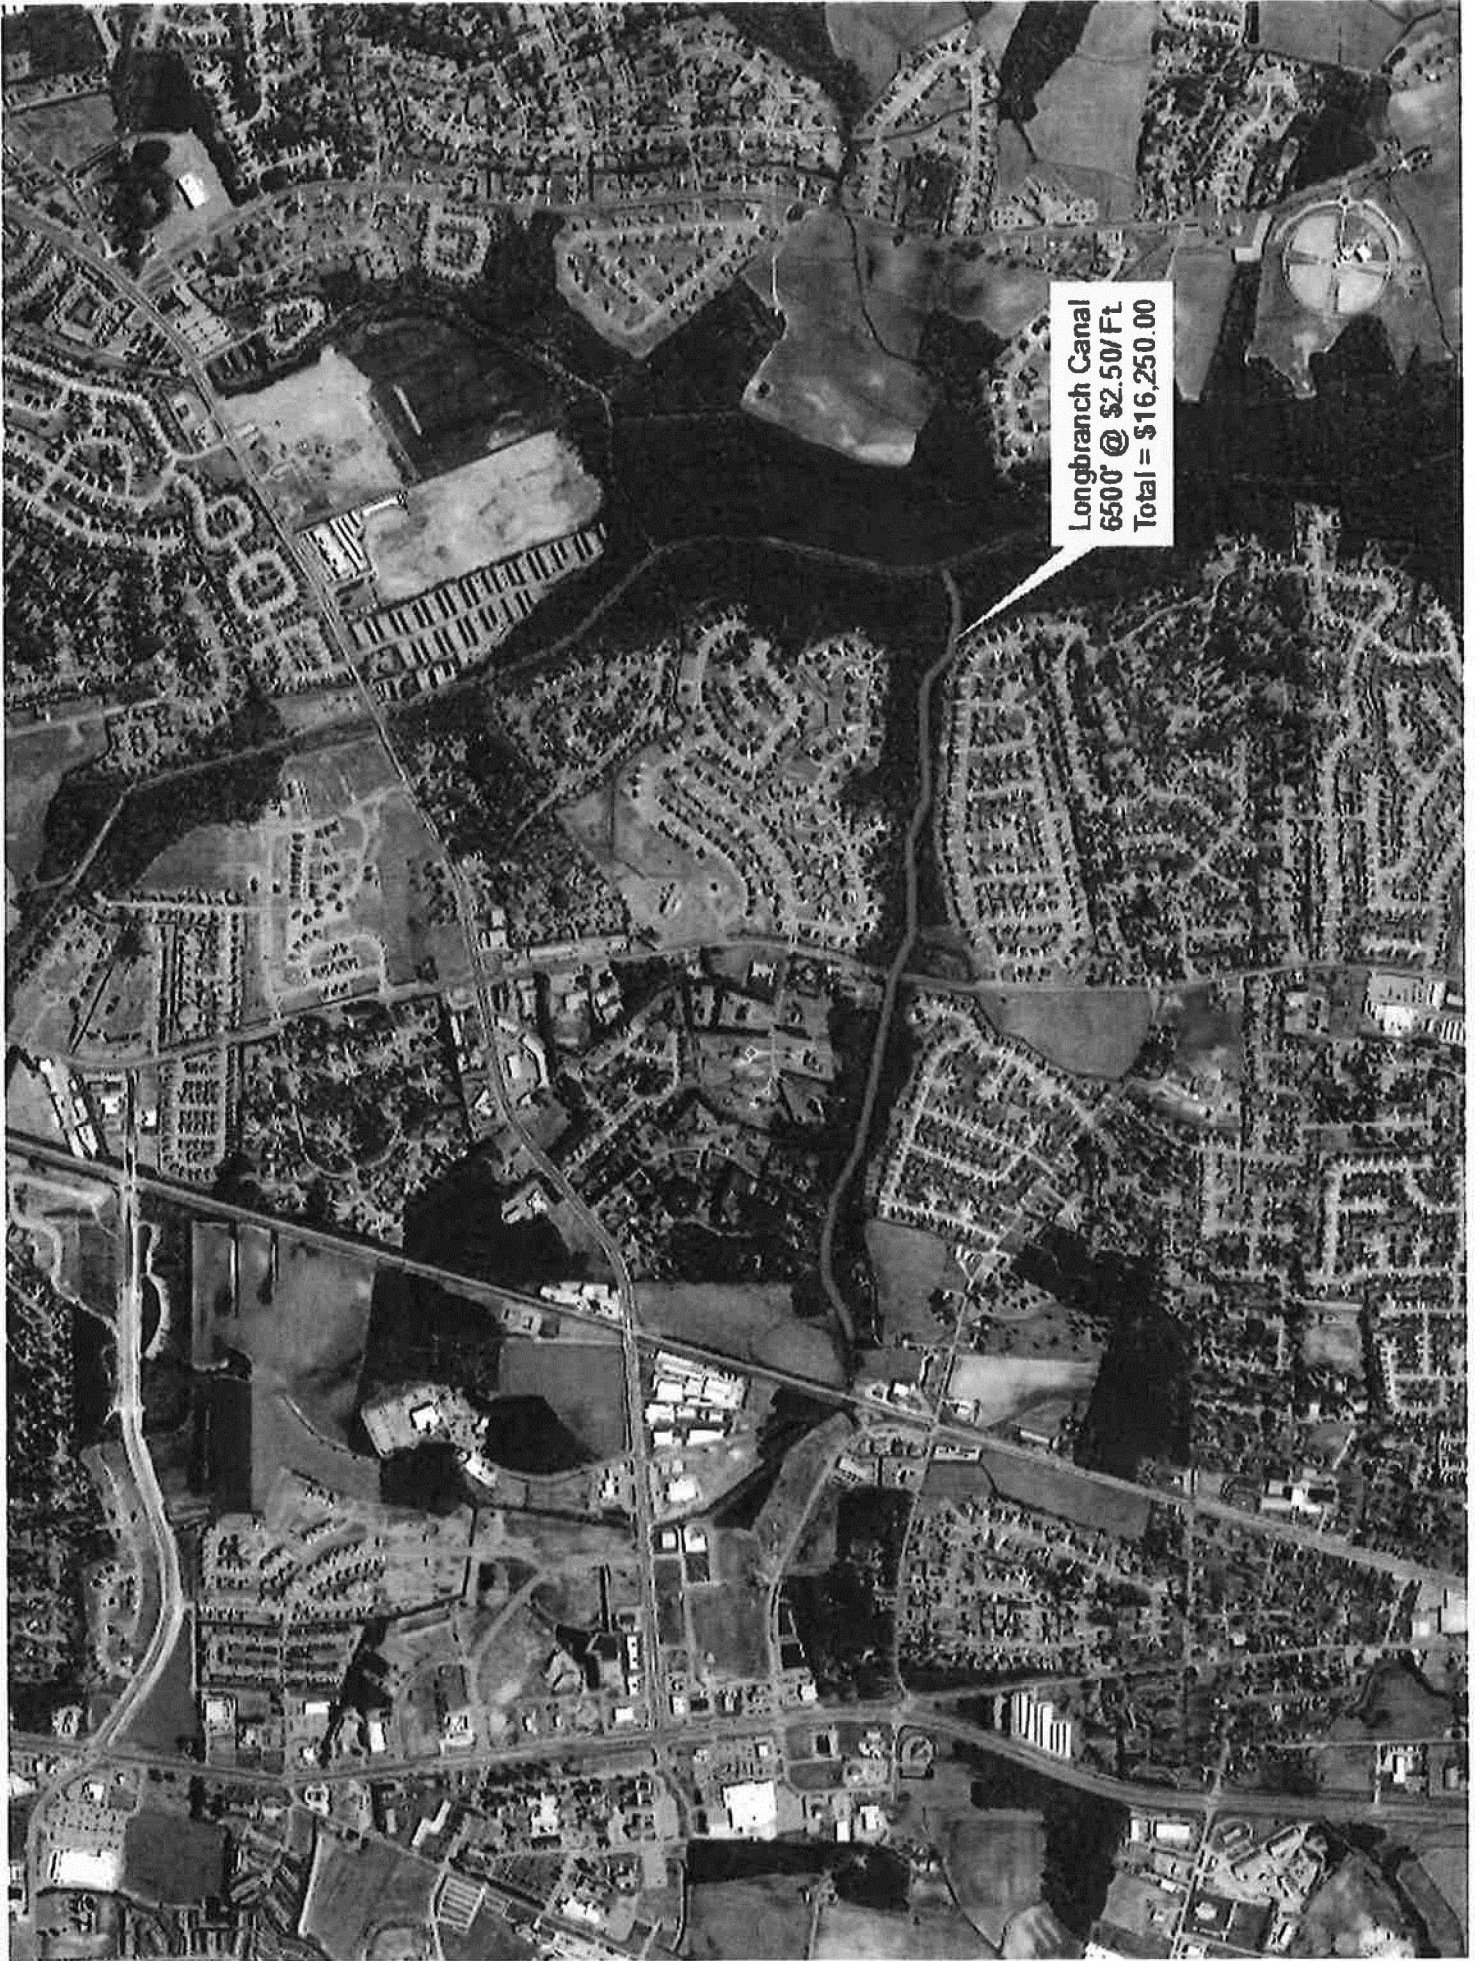 Longbranch Canal
6500' @ $2.50/Ft.
Total = $16,250.00